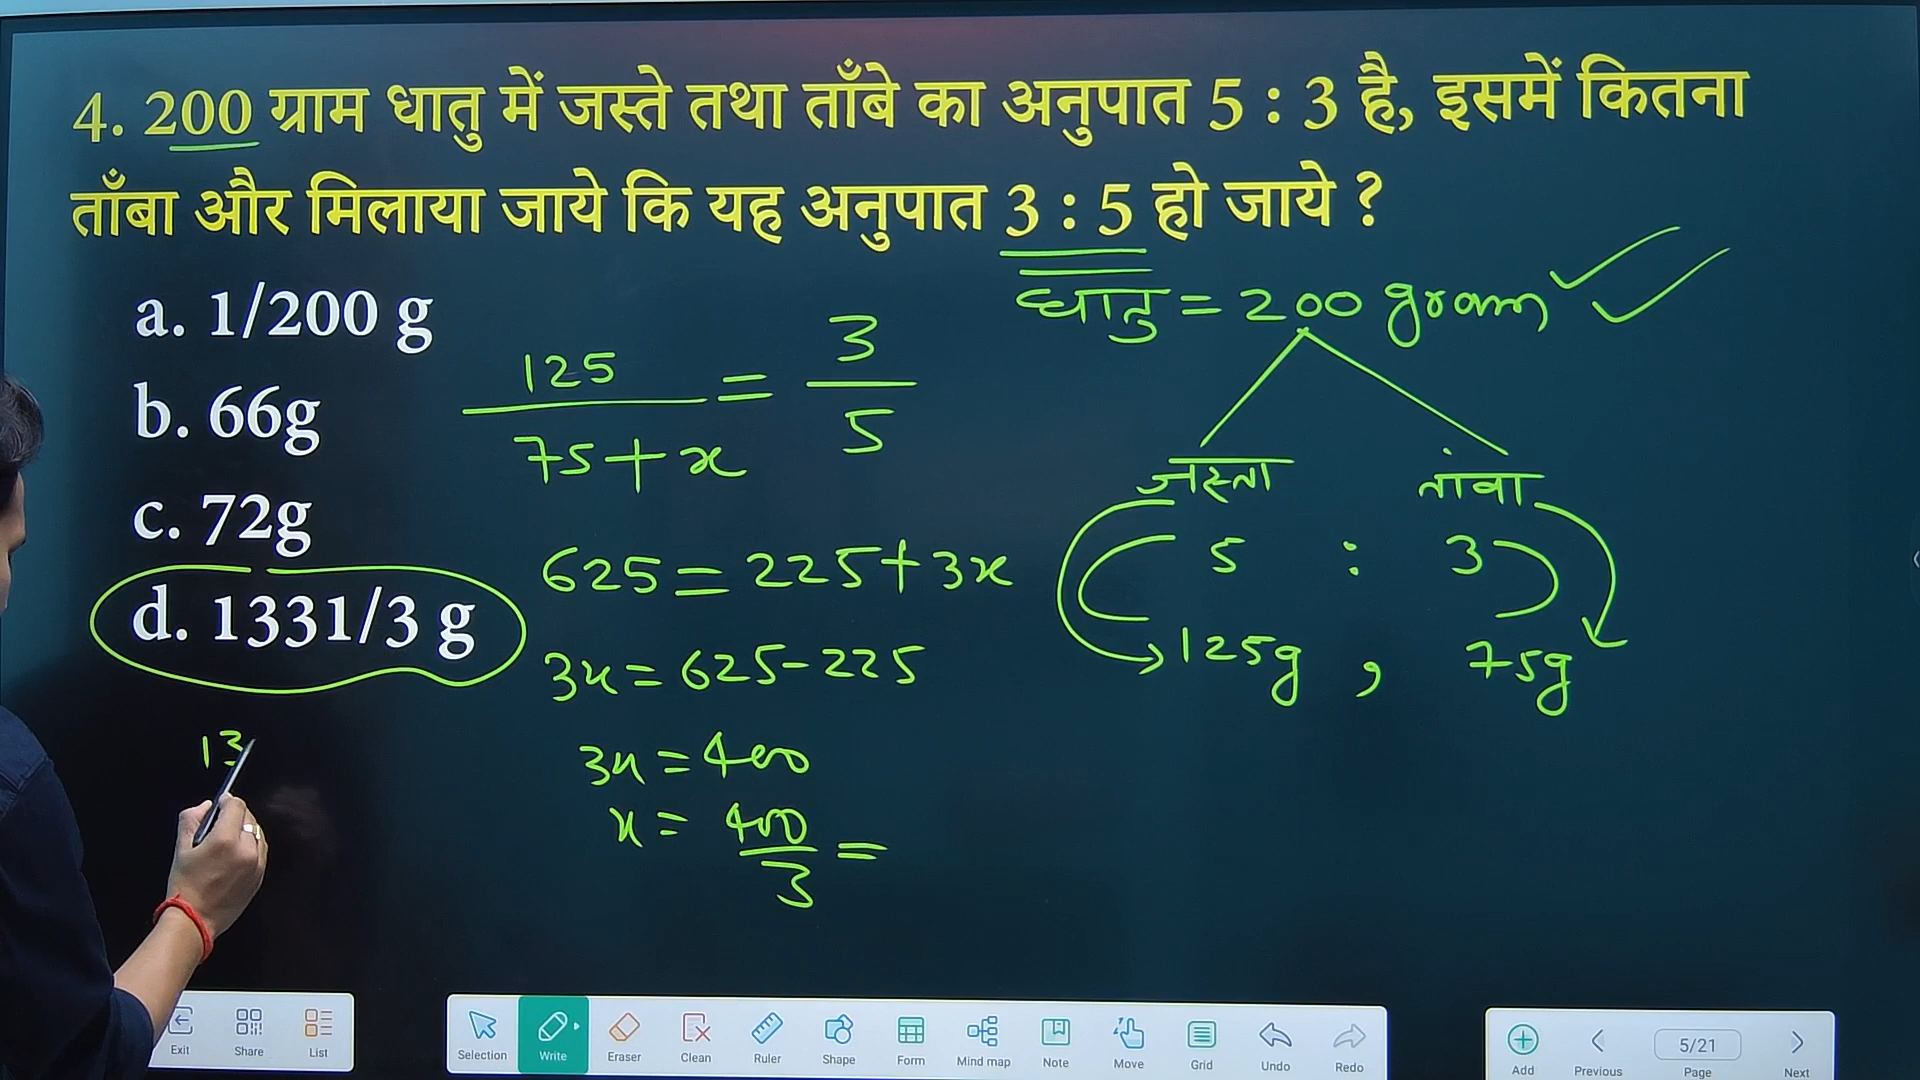 4. 200 ग्राम धातु में जस्ते तथा ताँबे का अनुपात 5 : 3 है, इसमें कितना
ताँबा और मिलाया जाये कि यह अनुपात 3 : 5 हो जाये ?
a. 1/200 g
b. 66g
c. 72g
d. 1331/3 g
13
125/75+x = 3/5
625 = 225+3x
3x = 625-225
3x = 400
x = 400/3 =
धातु = 200 gram
जस्ता तांबा
5 : 3
125g , 75g
Exit Share List
Selection Write Eraser Clean Ruler Shape Form Mind map Note Move Grid Undo Redo
Add Previous 5/21 Page Next